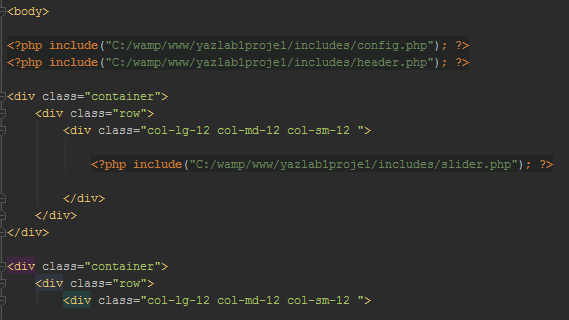 <body>
<?php include("C:/wamp/www/yazlab1proje1/includes/config.php"); ?>
<?php include("C:/wamp/www/yazlab1proje1/includes/header.php"); ?>
<div class="container">
<div class="row">
<div class="col-lg-12 col-md-12 col-sm-12 ">
<?php include("C:/wamp/www/yazlab1proje1/includes/slider.php"); ?>
</div>
</div>
</div>
<div class="container">
<div class="row">
<div class="col-lg-12 col-md-12 col-sm-12 ">